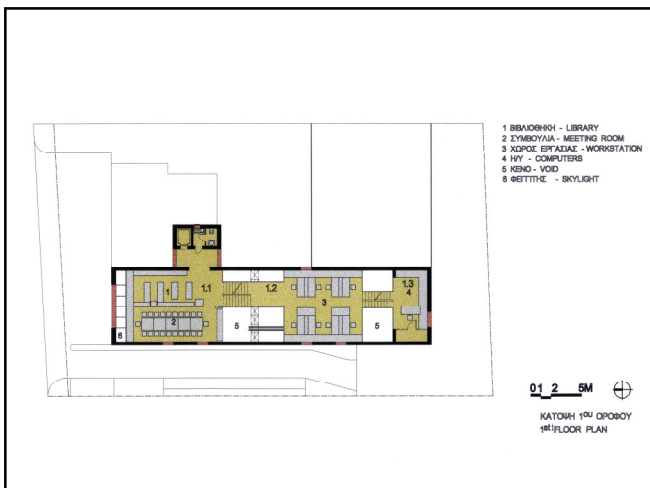 1 ΒΙΒΛΙΟΘΗΚΗ - LIBRARY
2 ΣΥΜΒΟΥΛΙΑ - MEETING ROOM
3 ΧΩΡΟΣ ΕΡΓΑΣΙΑΣ - WORKSTATION
4 Η/Υ - COMPUTERS
5 ΚΕΝΟ - VOID
6 ΦΕΓΓΙΤΗΣ - SKYLIGHT
1
1.1
1.2
1.3
4
3
2
5
5
6
0 1 2 5M
ΚΑΤΟΨΗ 1ΟΥ ΟΡΟΦΟΥ
1st FLOOR PLAN